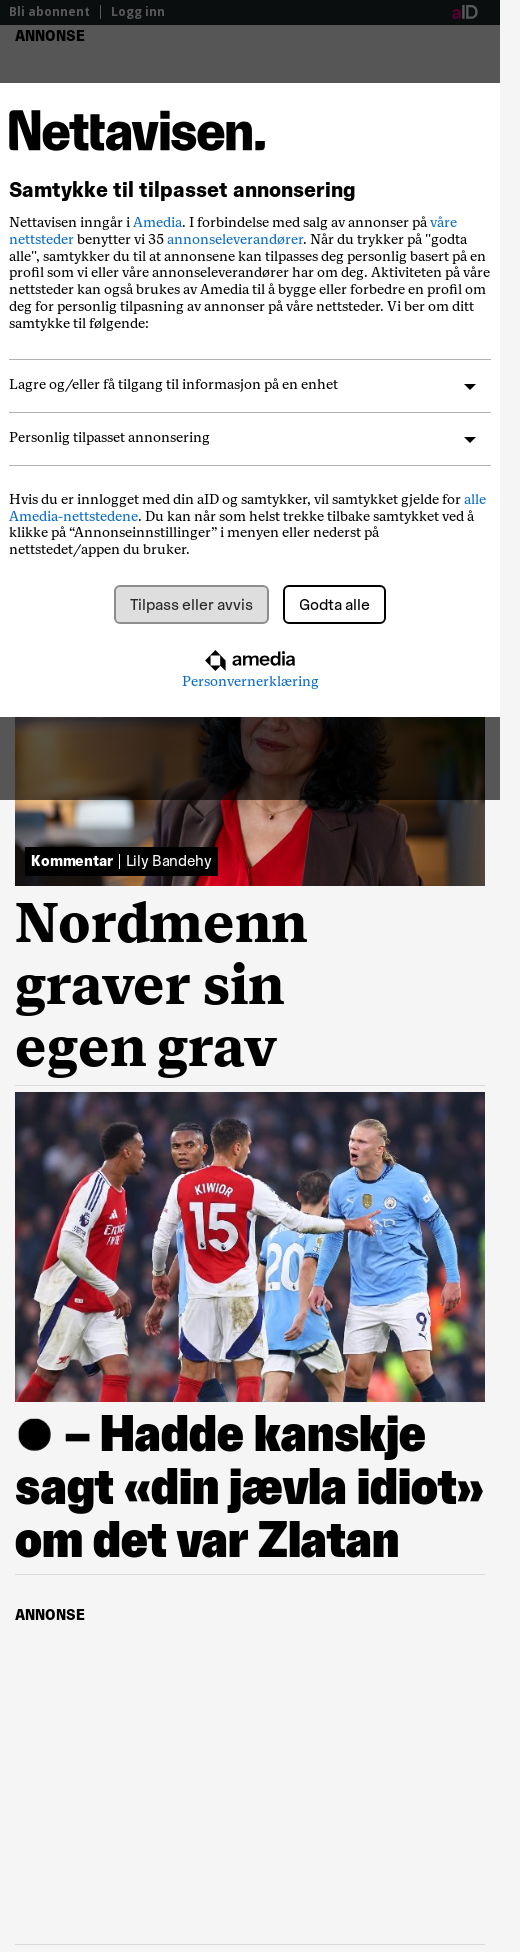 Bli abonnent | Logg inn
aID
ANNONSE
Nettavisen.
Samtykke til tilpasset annonsering
Nettavisen inngår i Amedia. I forbindelse med salg av annonser på våre
nettsteder benytter vi 35 annonseleverandører. Når du trykker på "godta
alle", samtykker du til at annonsene kan tilpasses deg personlig basert på en
profil som vi eller våre annonseleverandører har om deg. Aktiviteten på våre
nettsteder kan også brukes av Amedia til å bygge eller forbedre en profil om
deg for personlig tilpasning av annonser på våre nettsteder. Vi ber om ditt
samtykke til følgende:
Lagre og/eller få tilgang til informasjon på en enhet
Personlig tilpasset annonsering
Hvis du er innlogget med din aID og samtykker, vil samtykket gjelde for alle
Amedia-nettstedene. Du kan når som helst trekke tilbake samtykket ved å
klikke på “Annonseinnstillinger” i menyen eller nederst på
nettstedet/appen du bruker.
Tilpass eller avvis
Godta alle
amedia
Personvernerklæring
Kommentar | Lily Bandehy
Nordmenn
graver sin
egen grav
KIWIOR
15
20
9
● – Hadde kanskje
sagt «din jævla idiot»
om det var Zlatan
ANNONSE